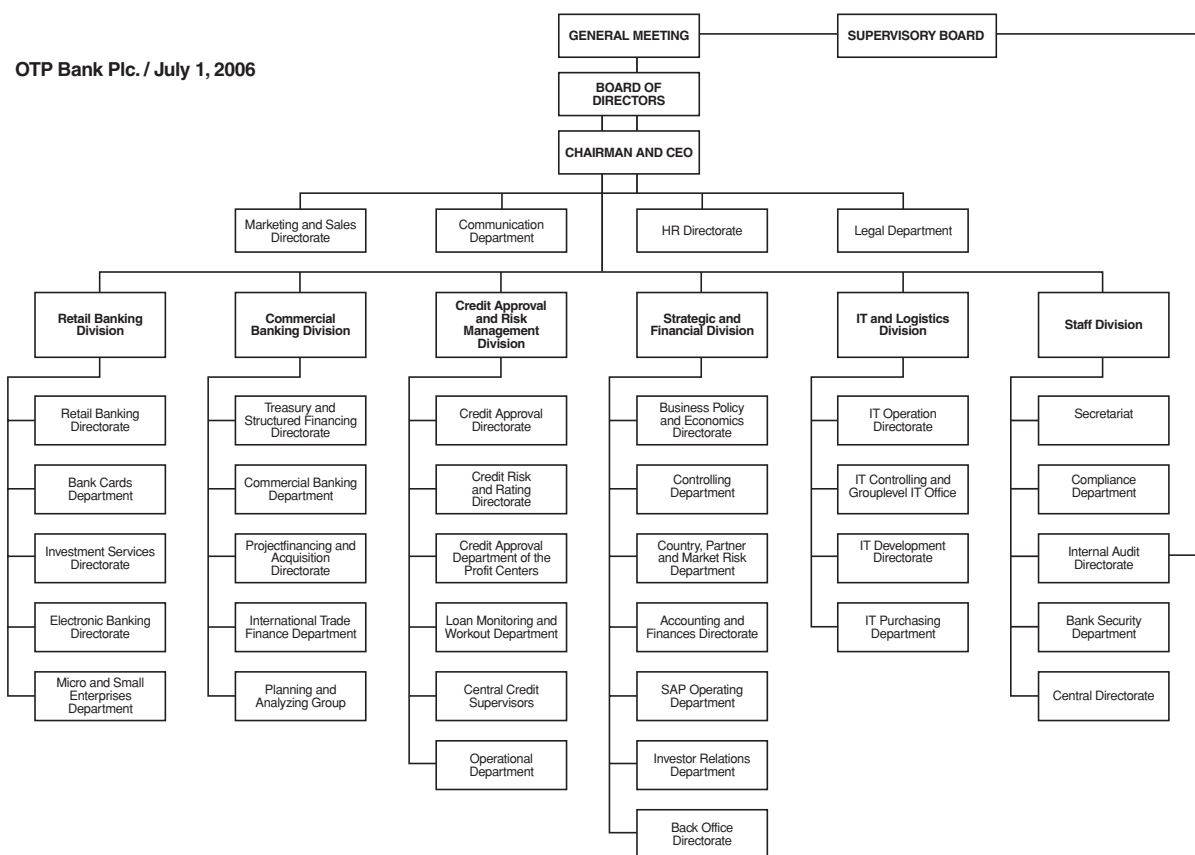 GENERAL MEETING
SUPERVISORY BOARD
OTP Bank Plc. / July 1, 2006
BOARD OF
DIRECTORS
CHAIRMAN AND CEO
Marketing and Sales
Directorate
Communication
Department
HR Directorate
Legal Department
Retail Banking
Division
Commercial
Banking Division
Credit Approval
and Risk
Management
Division
Strategic and
Financial Division
IT and Logistics
Division
Staff Division
Retail Banking
Directorate
Bank Cards
Department
Investment Services
Directorate
Electronic Banking
Directorate
Micro and Small
Enterprises
Department
Treasury and
Structured Financing
Directorate
Commercial Banking
Department
Projectfinancing and
Acquisition
Directorate
International Trade
Finance Department
Planning and
Analyzing Group
Credit Approval
Directorate
Credit Risk
and Rating
Directorate
Credit Approval
Department of the
Profit Centers
Loan Monitoring and
Workout Department
Central Credit
Supervisors
Operational
Department
Business Policy
and Economics
Directorate
Controlling
Department
Country, Partner
and Market Risk
Department
Accounting and
Finances Directorate
SAP Operating
Department
Investor Relations
Department
Back Office
Directorate
IT Operation
Directorate
IT Controlling and
Grouplevel IT Office
IT Development
Directorate
IT Purchasing
Department
Secretariat
Compliance
Department
Internal Audit
Directorate
Bank Security
Department
Central Directorate